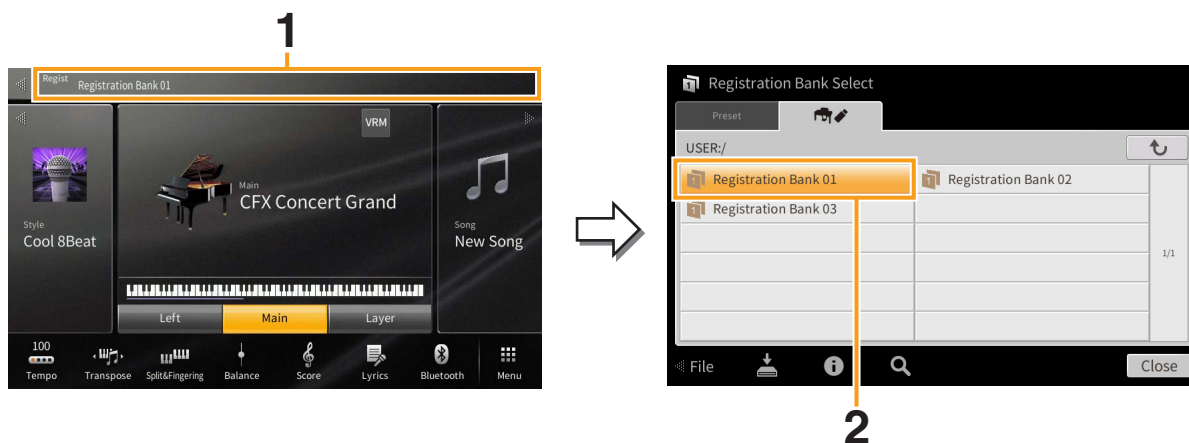 1
Regist
Registration Bank 01
VRM
Main
CFX Concert Grand
Style
Cool 8Beat
Song
New Song
Left Main Layer
100
Tempo Transpose Split&Fingering Balance Score Lyrics Bluetooth Menu
Registration Bank Select
Preset
USER:/
Registration Bank 01 Registration Bank 02
Registration Bank 03
1/1
File Close
2